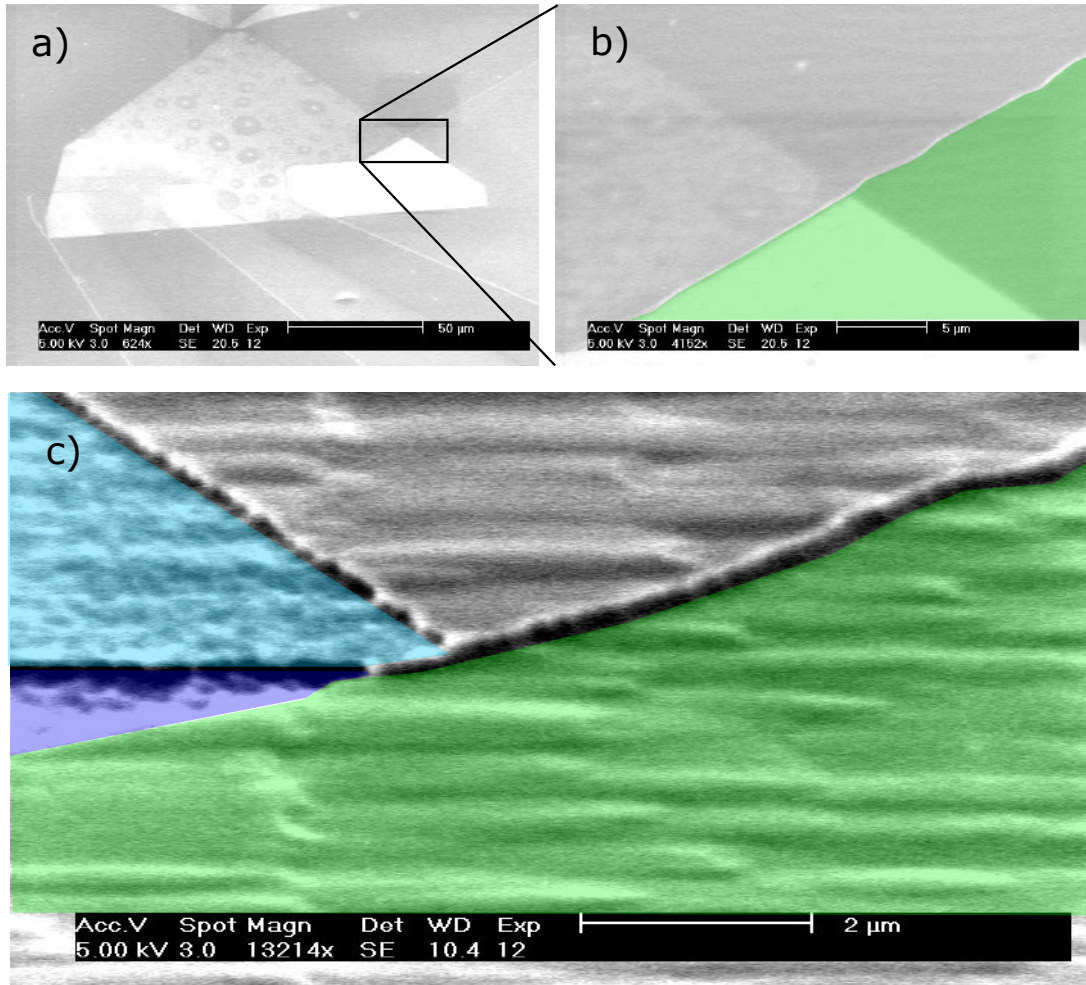 a)
Acc.V Spot Magn Det WD Exp 50 µm
5.00 kV 3.0 624x SE 20.5 12
b)
Acc.V Spot Magn Det WD Exp 5 µm
5.00 kV 3.0 4152x SE 20.5 12
c)
Acc.V Spot Magn Det WD Exp 2 µm
5.00 kV 3.0 13214x SE 10.4 12